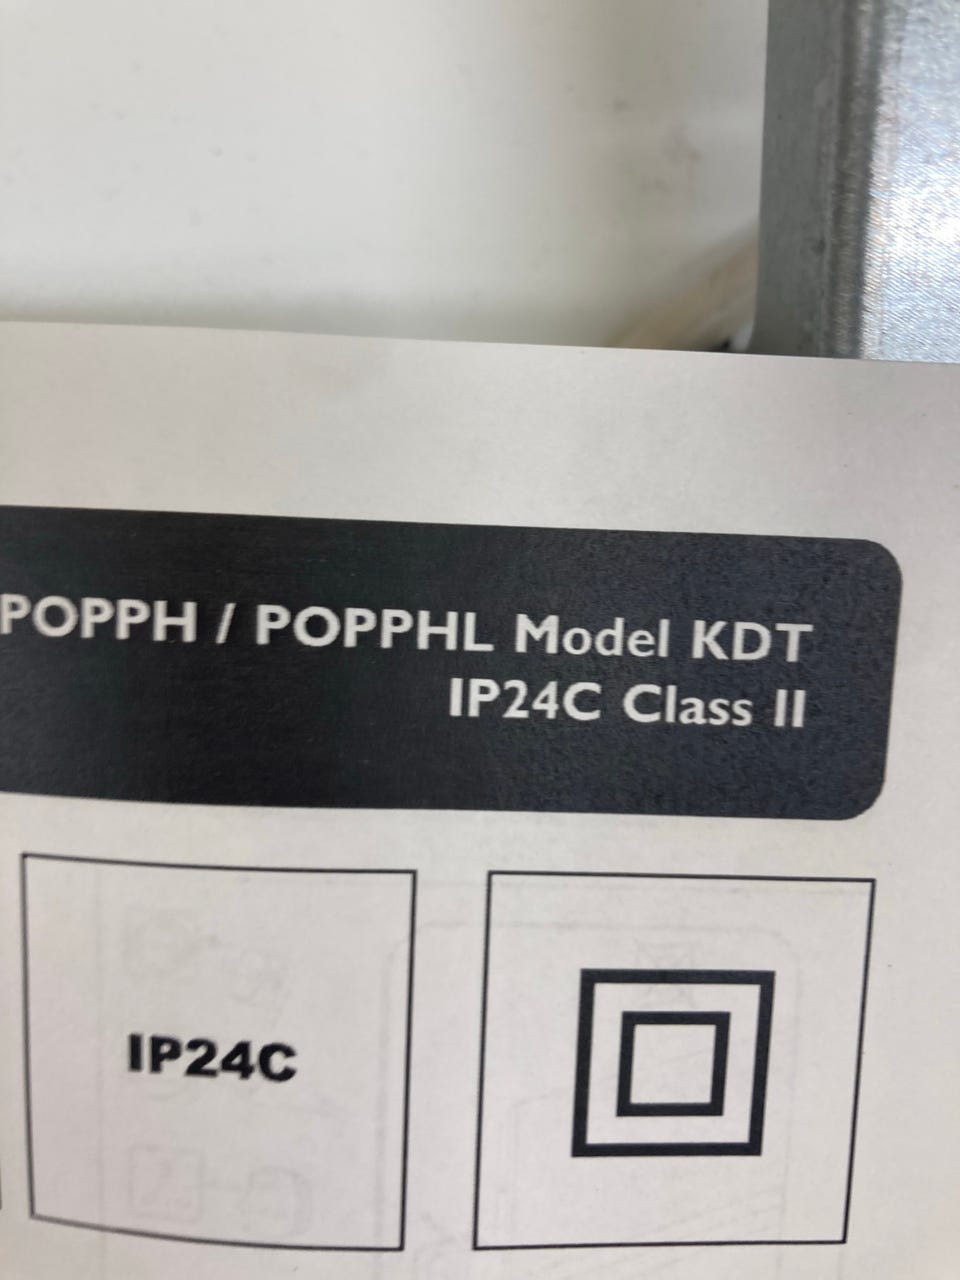 POPPH / POPPHL Model KDT
IP24C Class II
IP24C